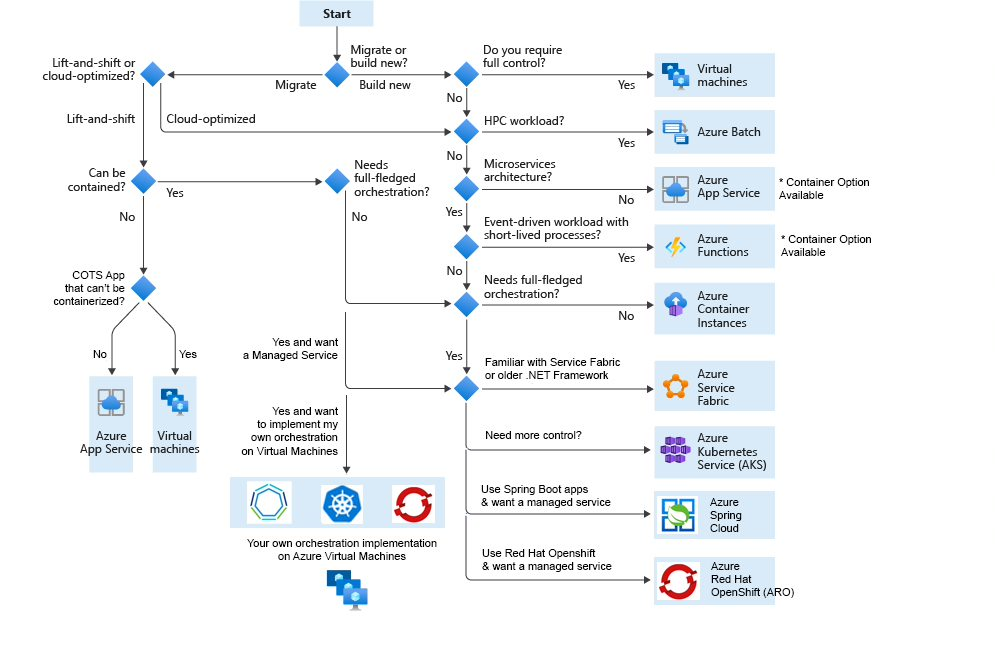 Start
Migrate or
build new?
Migrate
Build new
Lift-and-shift or
cloud-optimized?
Lift-and-shift
Cloud-optimized
Do you require
full control?
Yes
No
Virtual
machines
HPC workload?
Yes
No
Azure Batch
Microservices
architecture?
No
Yes
Azure
App Service
* Container Option
Available
Event-driven workload with
short-lived processes?
Yes
No
Azure
Functions
* Container Option
Available
Needs full-fledged
orchestration?
No
Yes
Azure
Container
Instances
Can be
contained?
Yes
No
Needs
full-fledged
orchestration?
No
COTS App
that can't be
containerized?
No
Yes
Azure
App Service
Virtual
machines
Yes and want
a Managed Service
Yes and want
to implement my
own orchestration
on Virtual Machines
Your own orchestration implementation
on Azure Virtual Machines
Familiar with Service Fabric
or older .NET Framework
Azure
Service
Fabric
Need more control?
Azure
Kubernetes
Service (AKS)
Use Spring Boot apps
& want a managed service
Azure
Spring
Cloud
Use Red Hat Openshift
& want a managed service
Azure
Red Hat
OpenShift (ARO)